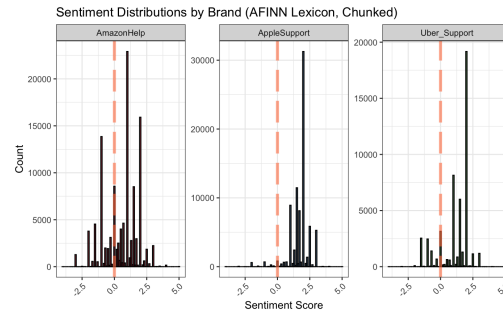 Sentiment Distributions by Brand (AFINN Lexicon, Chunked)
AmazonHelp
AppleSupport
Uber_Support
Count
20000
15000
10000
5000
0
30000
20000
10000
0
20000
15000
10000
5000
0
-2.5 0.0 2.5 5.0
-2.5 0.0 2.5 5.0
-2.5 0.0 2.5 5.0
Sentiment Score